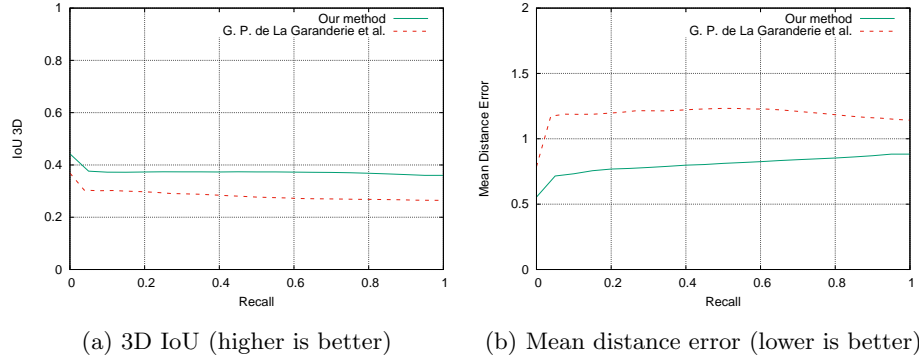 Our method
G. P. de La Garanderie et al.
1
0.8
0.6
0.4
0.2
0
IoU 3D
0 0.2 0.4 0.6 0.8 1
Recall
(a) 3D IoU (higher is better)
Our method
G. P. de La Garanderie et al.
2
1.5
1
0.5
0
Mean Distance Error
0 0.2 0.4 0.6 0.8 1
Recall
(b) Mean distance error (lower is better)